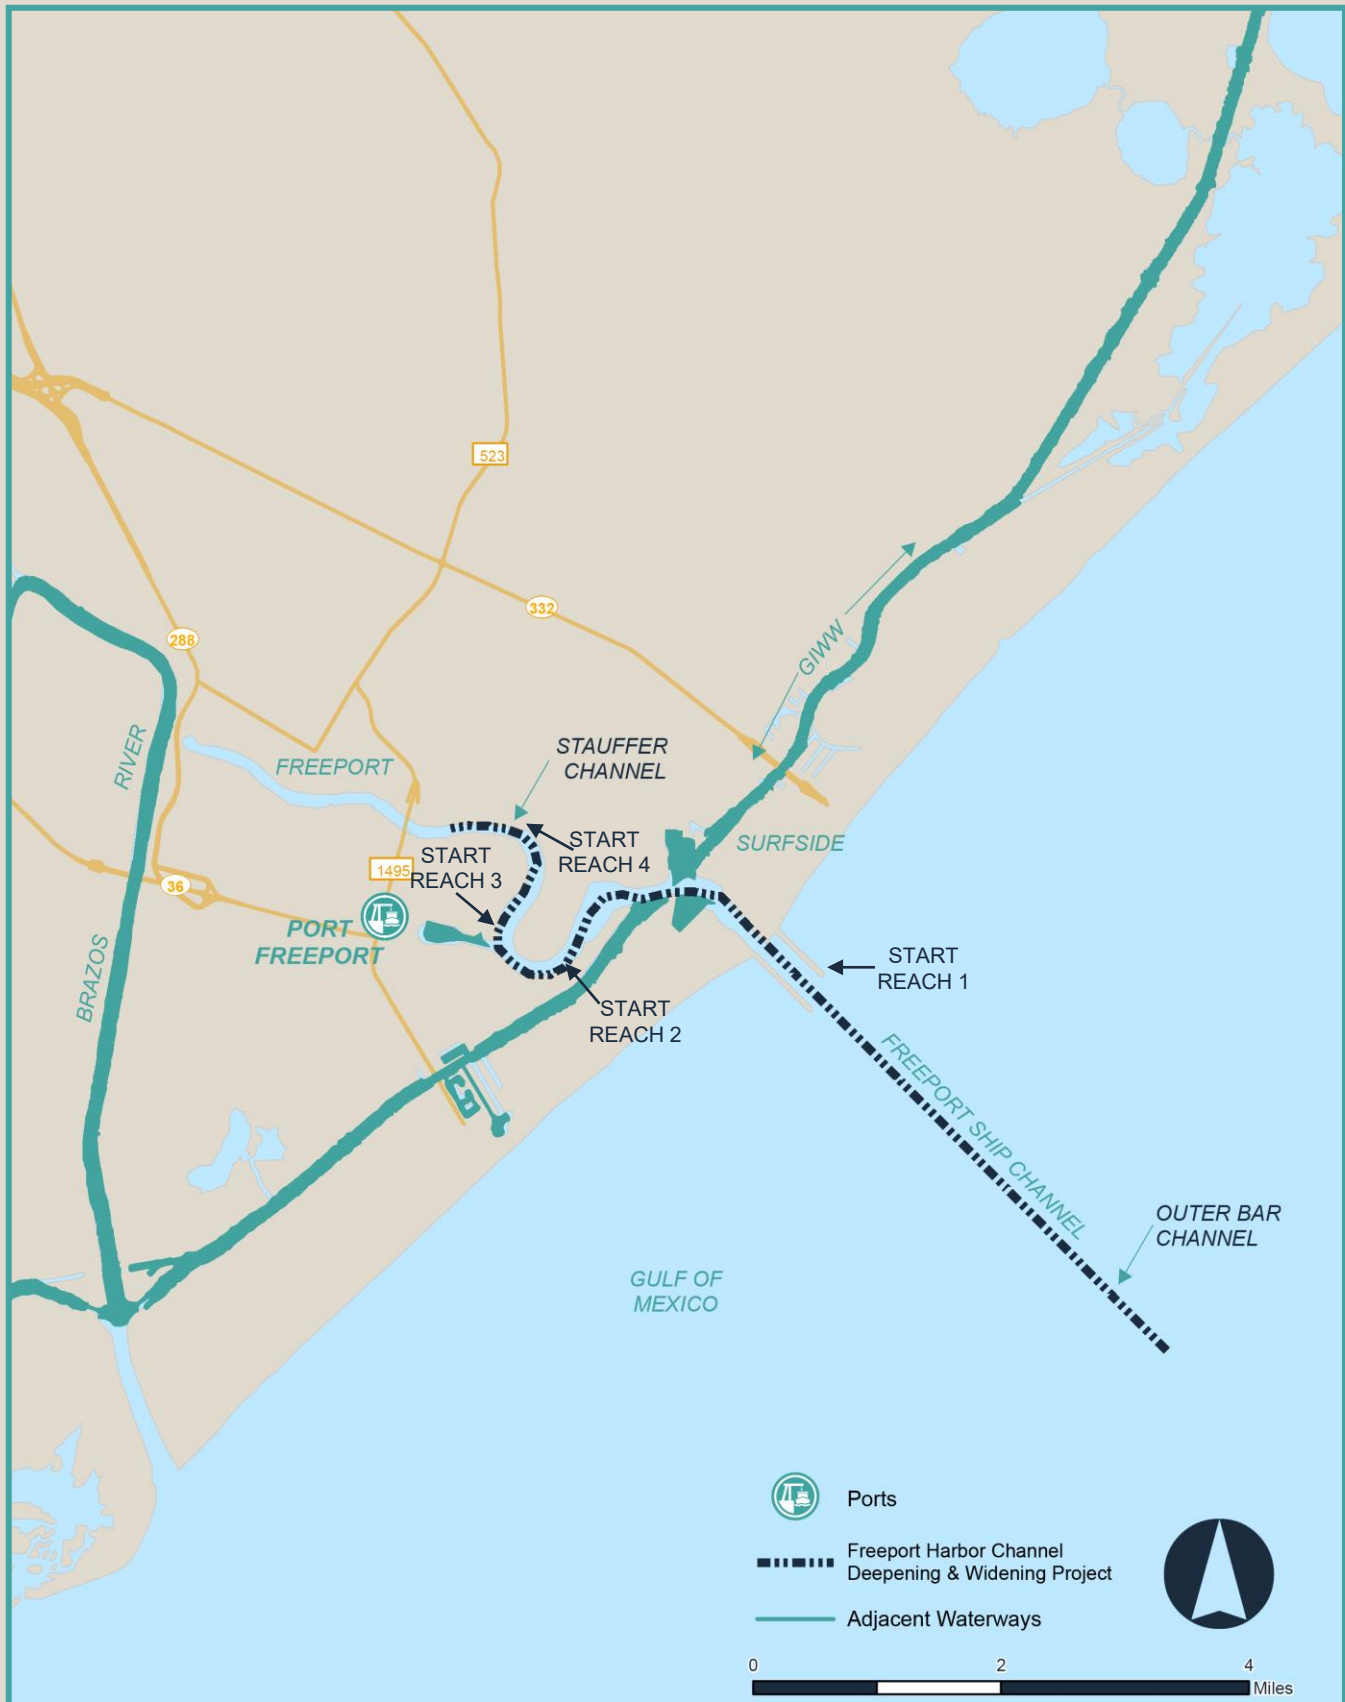 523
332
288
GIWW
RIVER
FREEPORT
STAUFFER
CHANNEL
START
REACH 4
SURFSIDE
START
REACH 3
1495
36
PORT
FREEPORT
START
REACH 1
BRAZOS
START
REACH 2
FREEPORT SHIP CHANNEL
OUTER BAR
CHANNEL
GULF OF
MEXICO
Ports
Freeport Harbor Channel
Deepening & Widening Project
Adjacent Waterways
0 2 4
Miles